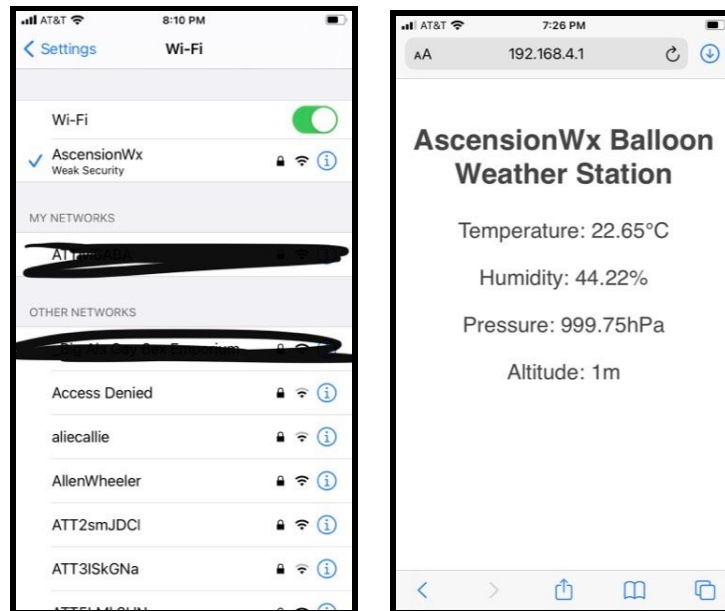 AT&T
8:10 PM
Settings
Wi-Fi
Wi-Fi
AscensionWx
Weak Security
MY NETWORKS
OTHER NETWORKS
Access Denied
aliecallie
AllenWheeler
ATT2smJDCl
ATT3ISkGNa
AT&T
7:26 PM
AA
192.168.4.1
AscensionWx Balloon
Weather Station
Temperature: 22.65°C
Humidity: 44.22%
Pressure: 999.75hPa
Altitude: 1m